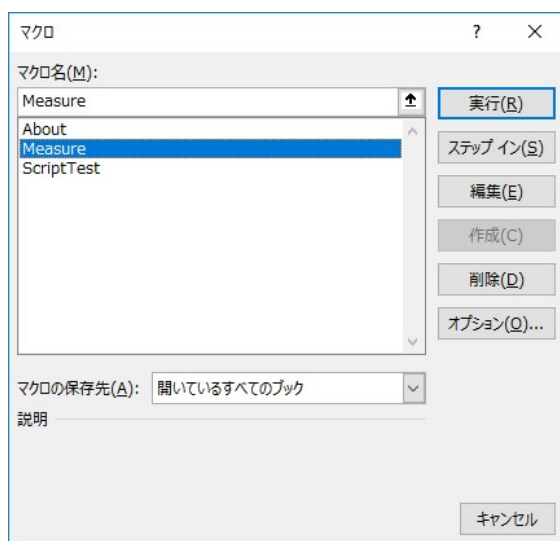 マクロ
?
マクロ名(M):
Measure
実行(R)
About
Measure
ScriptTest
ステップ イン(S)
編集(E)
作成(C)
削除(D)
オプション(O)...
マクロの保存先(A):
開いているすべてのブック
説明
キャンセル